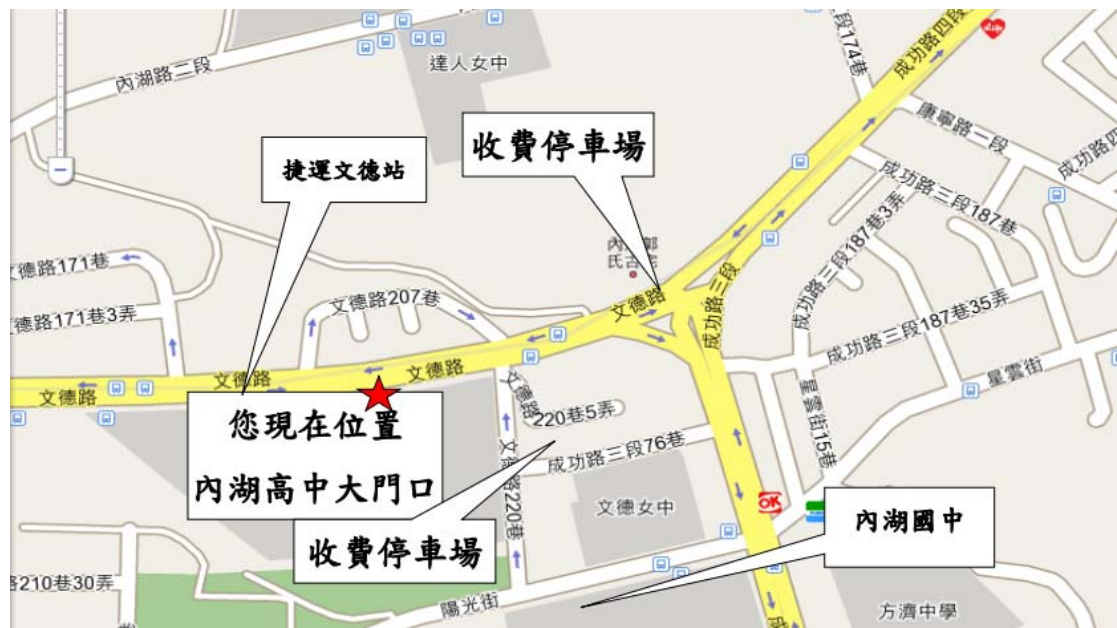 成功路四段
174巷
達人女中
內湖路二段
收費停車場
康寧路一段
捷運文德站
成功路三段187巷
成功路三段187巷3弄
文德路171巷
文德路207巷
文德路
成功路三段
德路171巷3弄
成功路三段187巷35弄
星雲街
文德路
文德路
文德路
文德路
220巷5弄
您現在位置
內湖高中大門口
成功路三段76巷
星雲街15巷
文德路220巷
文德女中
OK
內湖國中
收費停車場
210巷30弄
陽光街
方濟中學